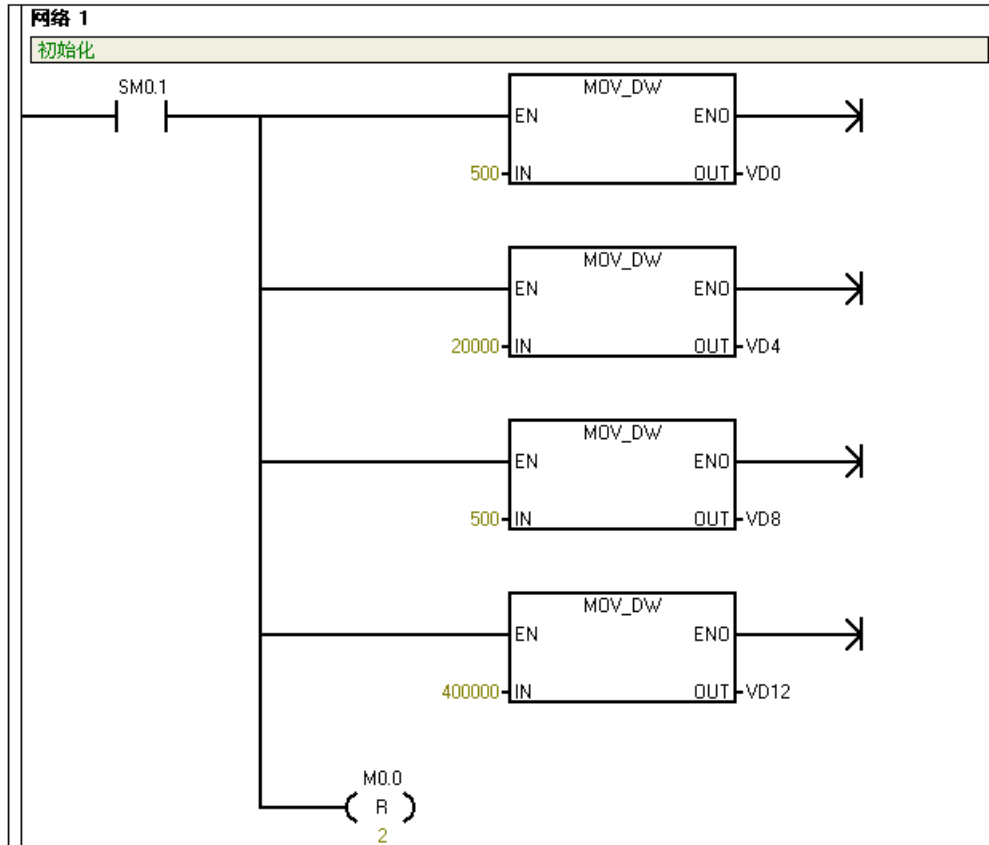 网络 1
初始化
SM0.1
MOV_DW
EN ENO
500 IN OUT VD0
MOV_DW
EN ENO
20000 IN OUT VD4
MOV_DW
EN ENO
500 IN OUT VD8
MOV_DW
EN ENO
400000 IN OUT VD12
M0.0
R
2